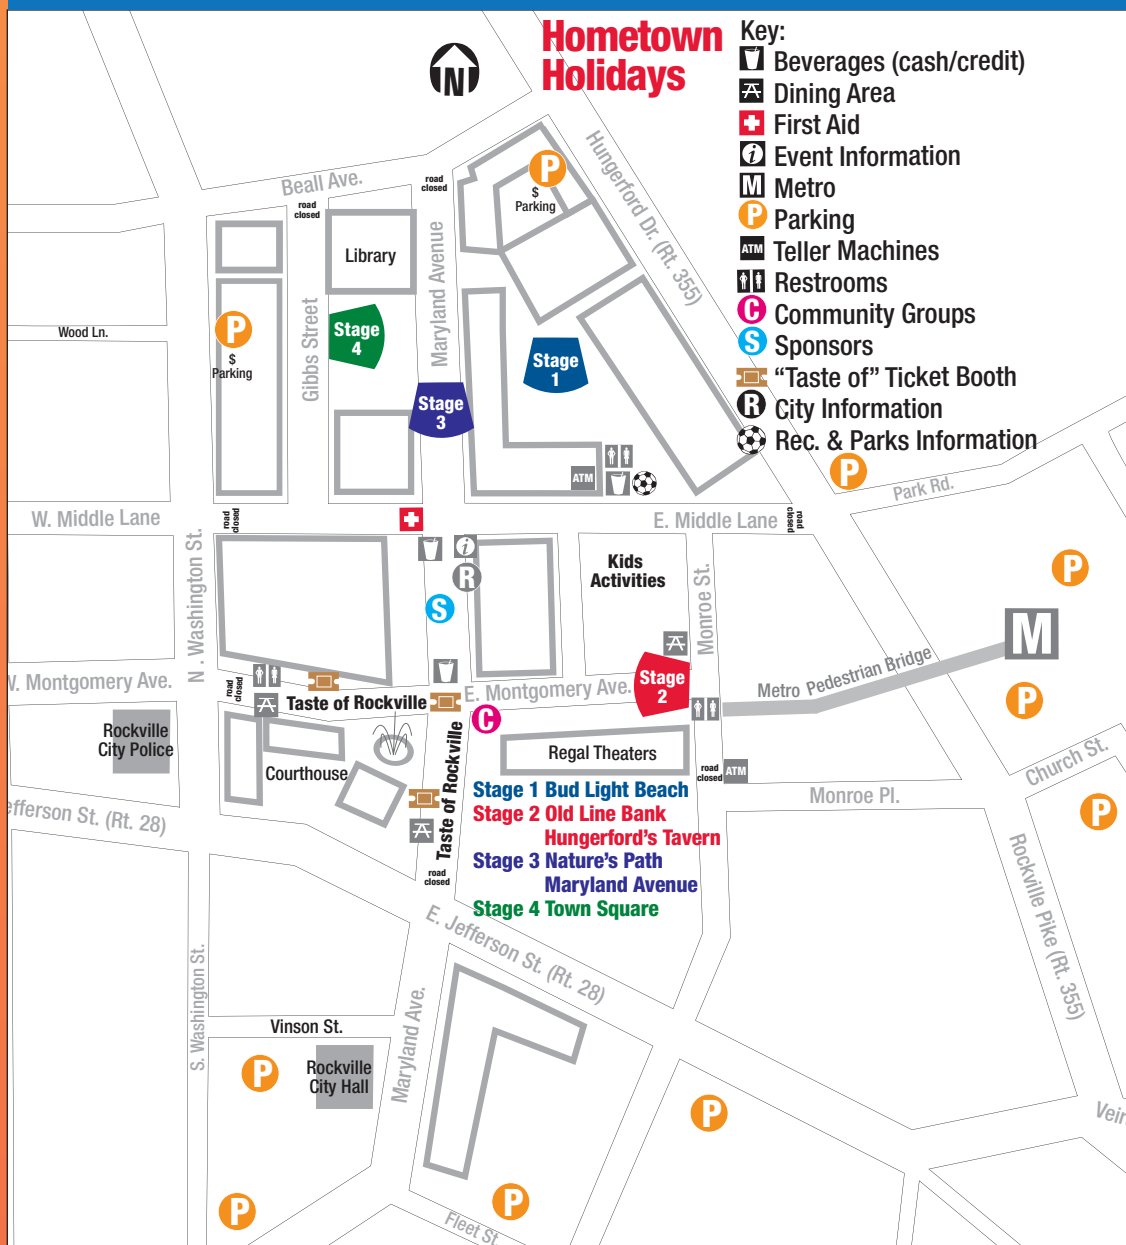 Hometown
Holidays
Key:
Beverages (cash/credit)
Dining Area
First Aid
i Event Information
M Metro
P Parking
ATM Teller Machines
Restrooms
C Community Groups
S Sponsors
"Taste of" Ticket Booth
R City Information
Rec. & Parks Information
N
Beall Ave.
road
closed
road
closed
P
$
Parking
Hungerford Dr. (Rt. 355)
Library
Maryland Avenue
Gibbs Street
Wood Ln.
P
$
Parking
Stage
4
Stage
1
Stage
3
ATM
P
Park Rd.
W. Middle Lane
road
closed
E. Middle Lane
road
closed
N . Washington St.
i
R
S
Kids
Activities
Monroe St.
P
M
W. Montgomery Ave.
road
closed
Taste of Rockville
E. Montgomery Ave.
Stage
2
Metro Pedestrian Bridge
P
C
Rockville
City Police
Courthouse
Taste of Rockville
Regal Theaters
road
closed
ATM
Church St.
Monroe Pl.
P
Stage 1 Bud Light Beach
Stage 2 Old Line Bank
Hungerford's Tavern
Stage 3 Nature's Path
Maryland Avenue
Stage 4 Town Square
efferson St. (Rt. 28)
road
closed
E. Jefferson St. (Rt. 28)
Rockville Pike (Rt. 355)
S. Washington St.
Vinson St.
Maryland Ave.
P
Rockville
City Hall
P
Veir
P
P
Fleet St.